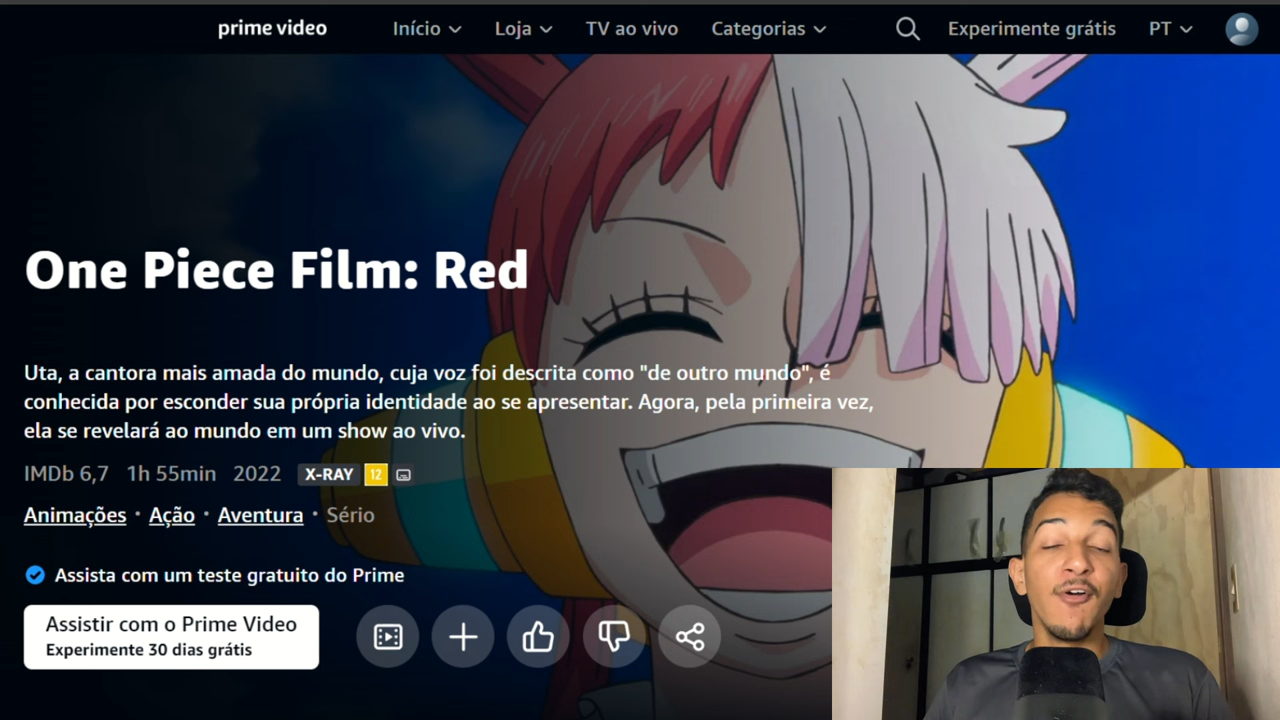 prime video Início Loja TV ao vivo Categorias Experimente grátis PT
One Piece Film: Red
Uta, a cantora mais amada do mundo, cuja voz foi descrita como "de outro mundo", é
conhecida por esconder sua própria identidade ao se apresentar. Agora, pela primeira vez,
ela se revelará ao mundo em um show ao vivo.
IMDb 6,7 1h 55min 2022 X-RAY 12
Animações · Ação · Aventura · Sério
Assista com um teste gratuito do Prime
Assistir com o Prime Video
Experimente 30 dias grátis